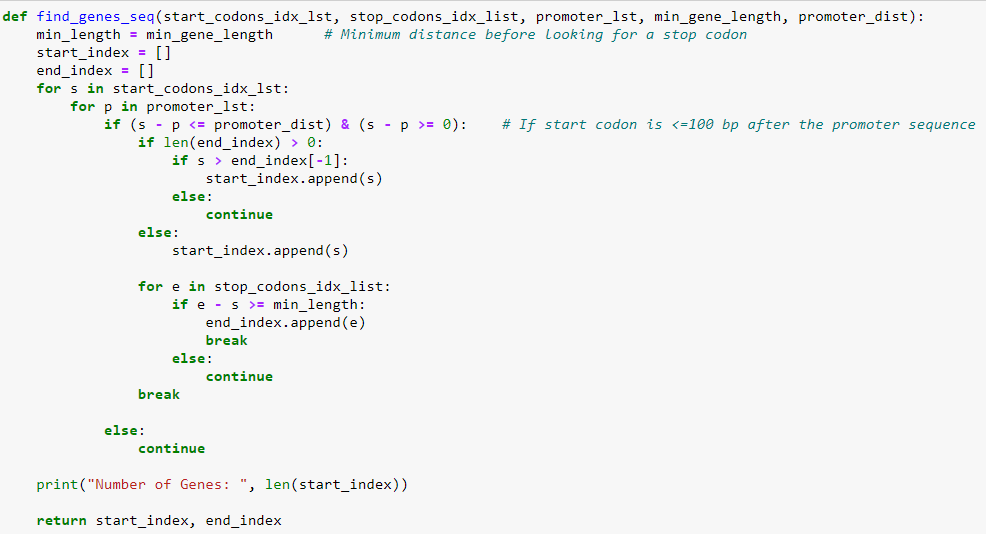 def find_genes_seq(start_codons_idx_lst, stop_codons_idx_list, promoter_lst, min_gene_length, promoter_dist):
    min_length = min_gene_length      # Minimum distance before looking for a stop codon
    start_index = []
    end_index = []
    for s in start_codons_idx_lst:
        for p in promoter_lst:
            if (s - p <= promoter_dist) & (s - p >= 0):    # If start codon is <=100 bp after the promoter sequence
                if len(end_index) > 0:
                    if s > end_index[-1]:
                        start_index.append(s)
                    else:
                        continue
                else:
                    start_index.append(s)

                for e in stop_codons_idx_list:
                    if e - s >= min_length:
                        end_index.append(e)
                        break
                    else:
                        continue
                break

            else:
                continue

    print("Number of Genes: ", len(start_index))

    return start_index, end_index